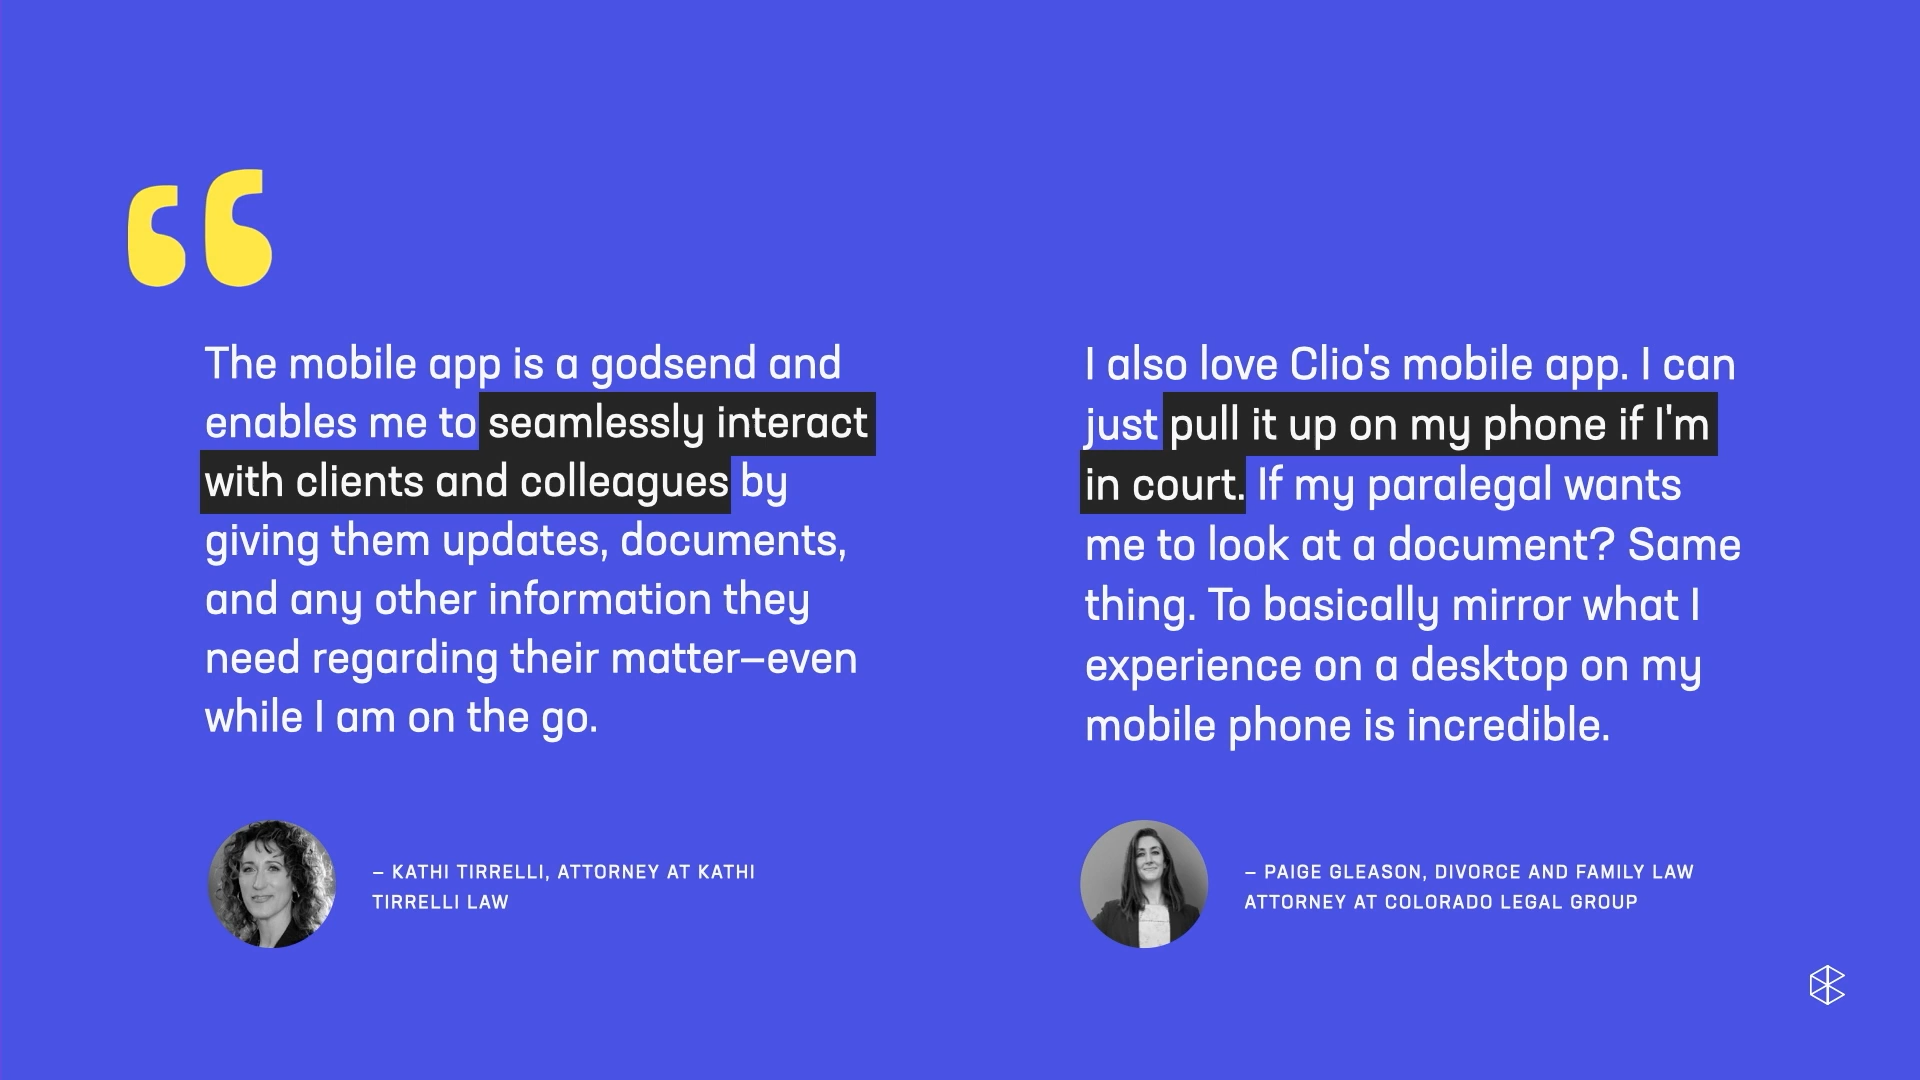 The mobile app is a godsend and
enables me to seamlessly interact
with clients and colleagues by
giving them updates, documents,
and any other information they
need regarding their matter—even
while I am on the go.
– KATHI TIRRELLI, ATTORNEY AT KATHI
TIRRELLI LAW
I also love Clio's mobile app. I can
just pull it up on my phone if I'm
in court. If my paralegal wants
me to look at a document? Same
thing. To basically mirror what I
experience on a desktop on my
mobile phone is incredible.
– PAIGE GLEASON, DIVORCE AND FAMILY LAW
ATTORNEY AT COLORADO LEGAL GROUP